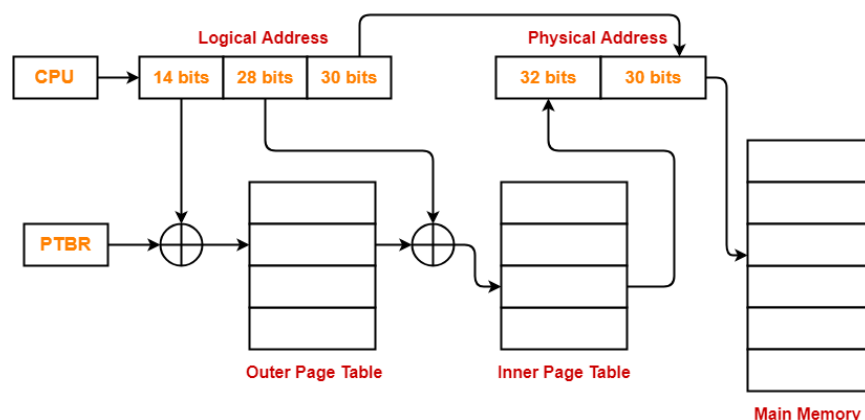 Logical Address
Physical Address
CPU
14 bits
28 bits
30 bits
32 bits
30 bits
PTBR
Outer Page Table
Inner Page Table
Main Memory